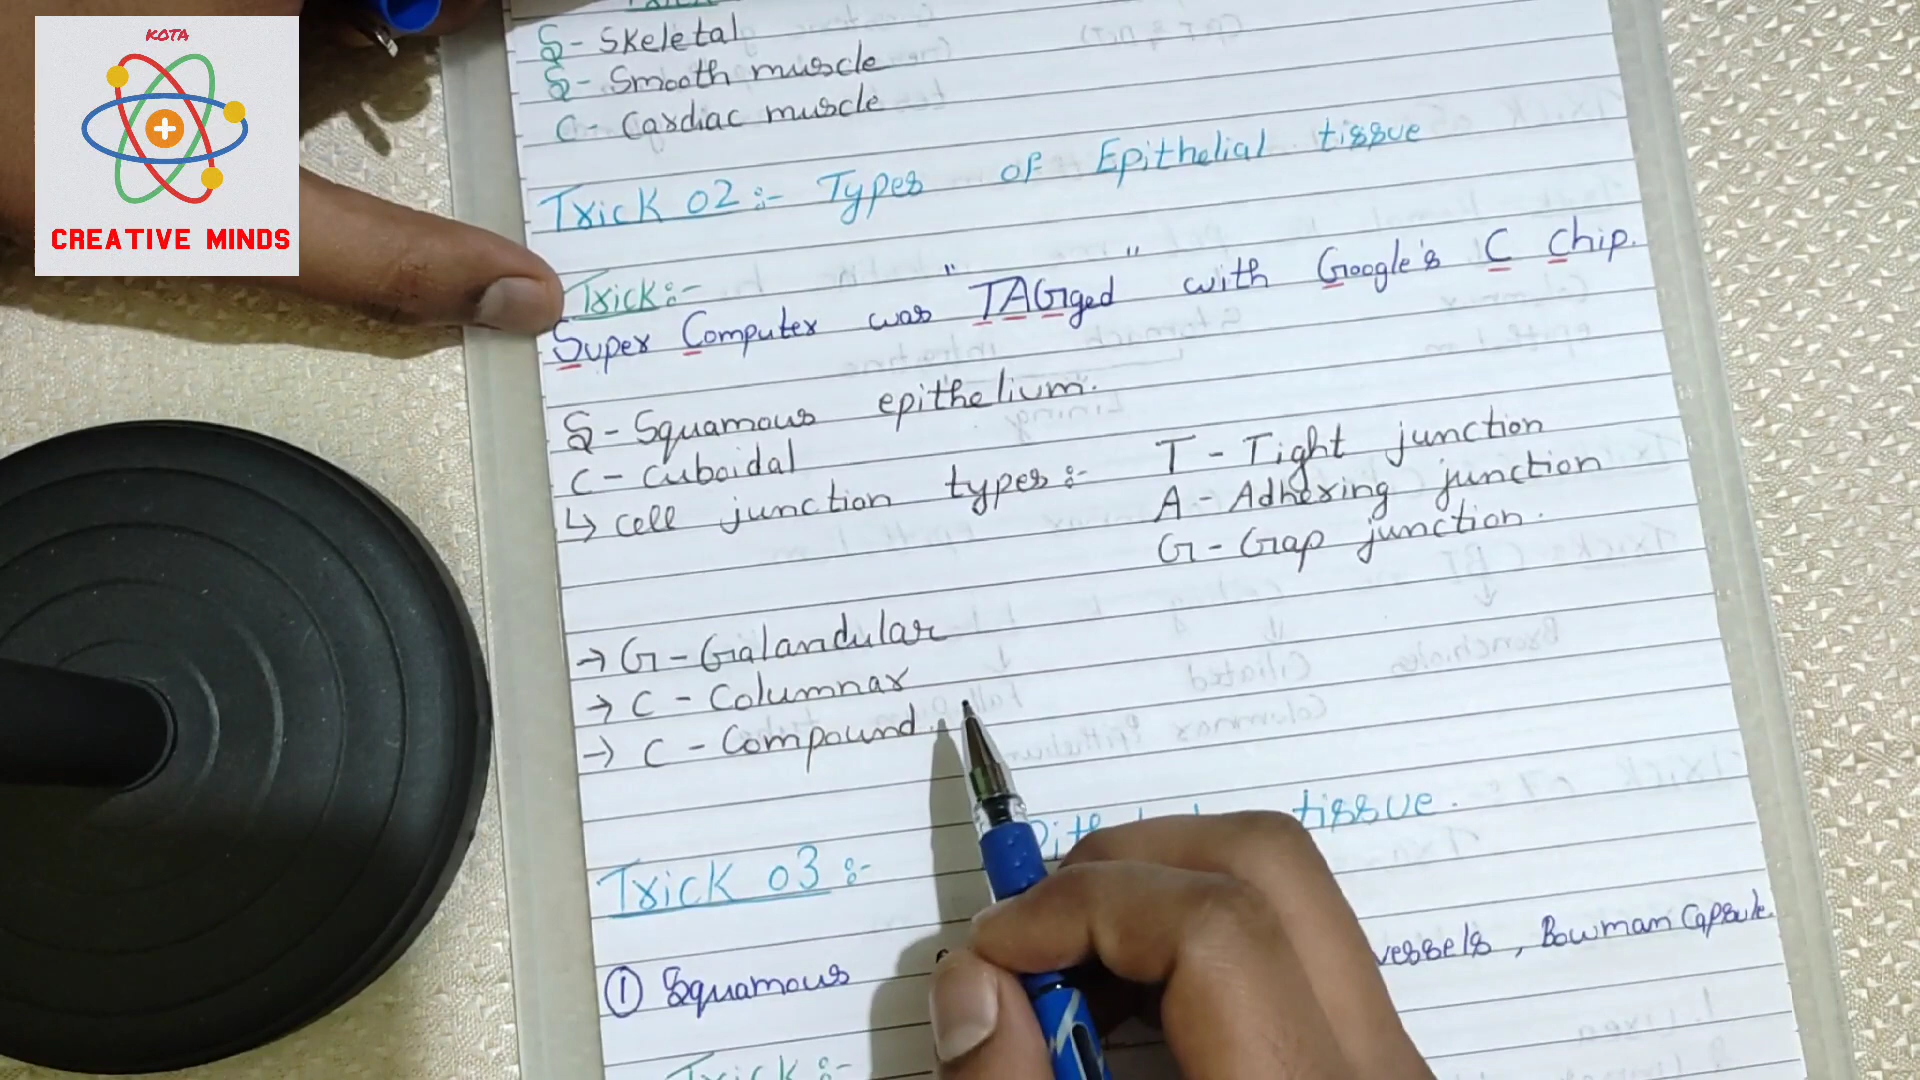 KOTA
CREATIVE MINDS
S - Skeletal
S - Smooth muscle
C - Cardiac muscle
Trick 02 :- Types of Epithelial tissue
Trick :-
Super Computer was "TAGged" with Google's C Chip.
S - Squamous epithelium.
C - Cuboidal
↳ cell junction types :-
T - Tight junction
A - Adhering junction
G - Gap junction.
→ G - Galandular
→ C - Columnar
→ C - Compound.
Trick 03 :- tissue.
① Squamous vessels, Bowman Capsule.
Trick :-